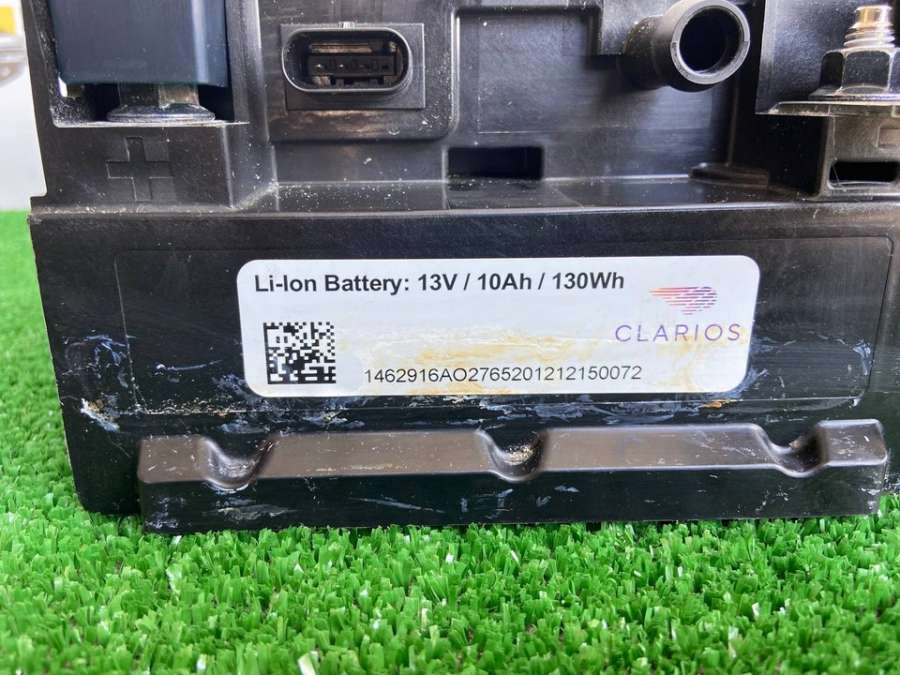 Li-Ion Battery: 13V / 10Ah / 130Wh
CLARIOS
1462916AO2765201212150072